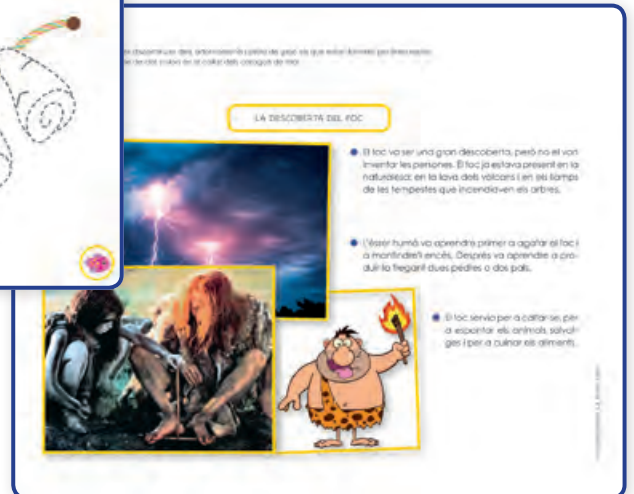 LA DESCOBERTA DEL FOC
El foc va ser una gran descoberta, però no el van
inventar les persones. El foc ja estava present en la
naturalesa: en la lava dels volcans i en els llamps
de les tempestes que incendiaven els arbres.
L'ésser humà va aprendre primer a agafar el foc i
a mantindre'l encés. Després va aprendre a pro-
duir-lo fregant dues pedres o dos pals.
El foc servia per a calfar-se, per
a espantar els animals salvat-
ges i per a cuinar els aliments.